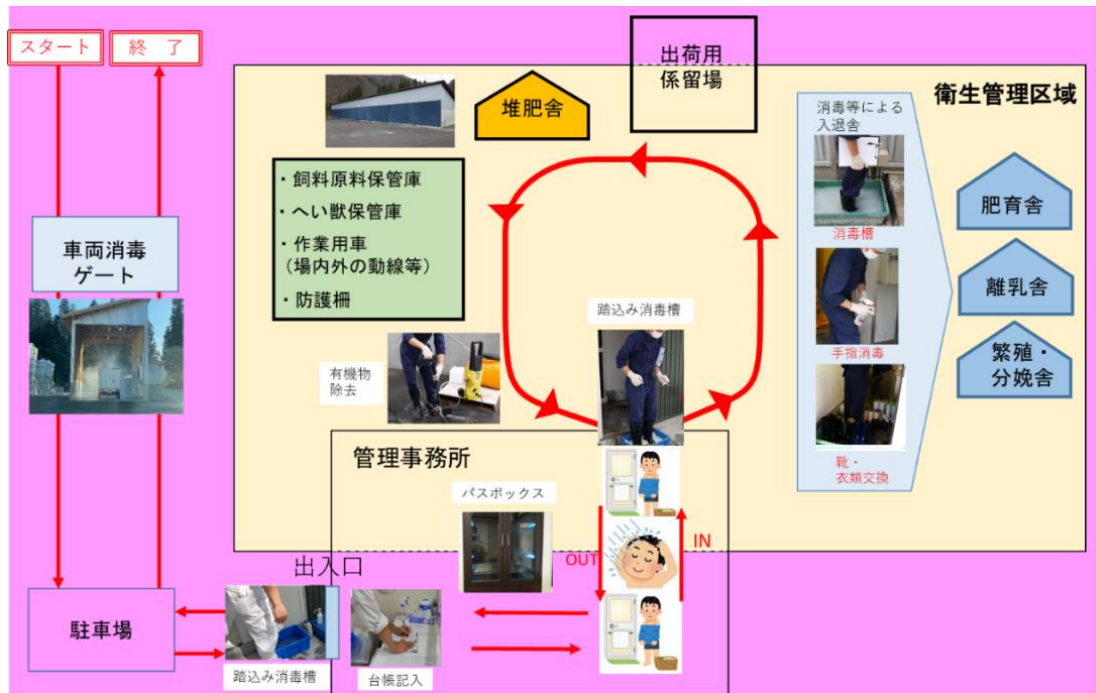 スタート
終 了
車両消毒
ゲート
駐車場
出荷用
係留場
衛生管理区域
堆肥舎
・飼料原料保管庫
・へい獣保管庫
・作業用車
(場内外の動線等)
・防護柵
有機物
除去
踏込み消毒槽
消毒等による
入退舎
消毒槽
手指消毒
靴・
衣類交換
肥育舎
離乳舎
繁殖・
分娩舎
管理事務所
パスボックス
OUT
IN
出入口
踏込み消毒槽
台帳記入